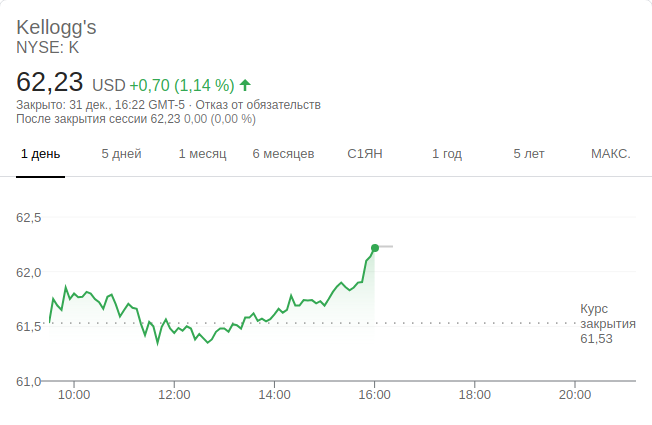 Kellogg's
NYSE: K
62,23 USD +0,70 (1,14 %)
Закрыто: 31 дек., 16:22 GMT-5 · Отказ от обязательств
После закрытия сессии 62,23 0,00 (0,00 %)
1 день 5 дней 1 месяц 6 месяцев С1ЯН 1 год 5 лет МАКС.
62,5
62,0
61,5
61,0
Курс
закрытия
61,53
10:00 12:00 14:00 16:00 18:00 20:00